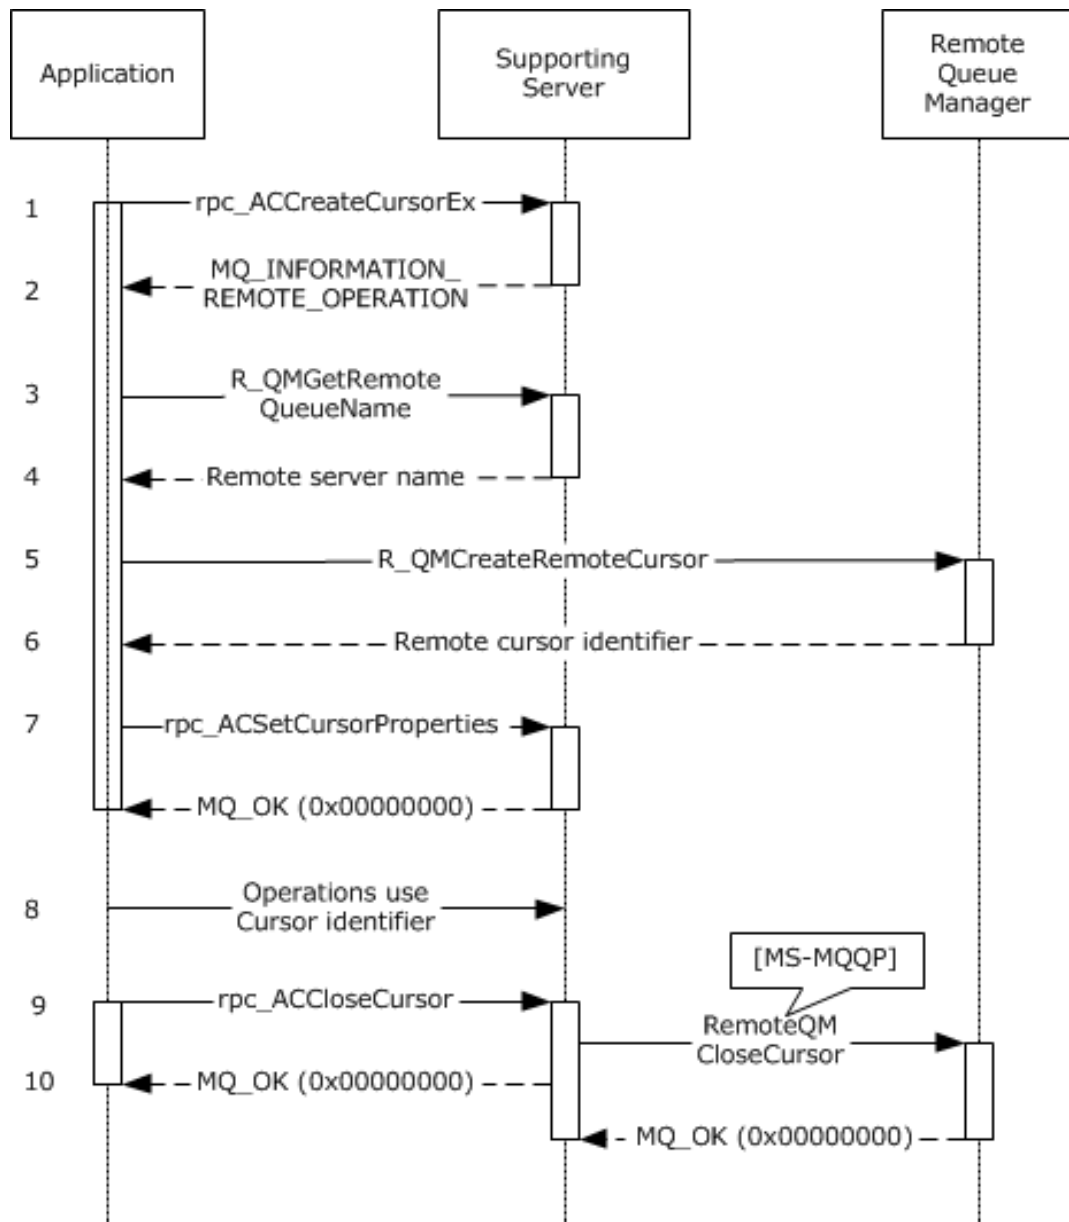 Application
Supporting
Server
Remote
Queue
Manager
1
rpc_ACCreateCursorEx
2
MQ_INFORMATION_
REMOTE_OPERATION
3
R_QMGetRemote
QueueName
4
Remote server name
5
R_QMCreateRemoteCursor
6
Remote cursor identifier
7
rpc_ACSetCursorProperties
MQ_OK (0x00000000)
8
Operations use
Cursor identifier
[MS-MQQP]
9
rpc_ACCloseCursor
RemoteQM
CloseCursor
10
MQ_OK (0x00000000)
MQ_OK (0x00000000)